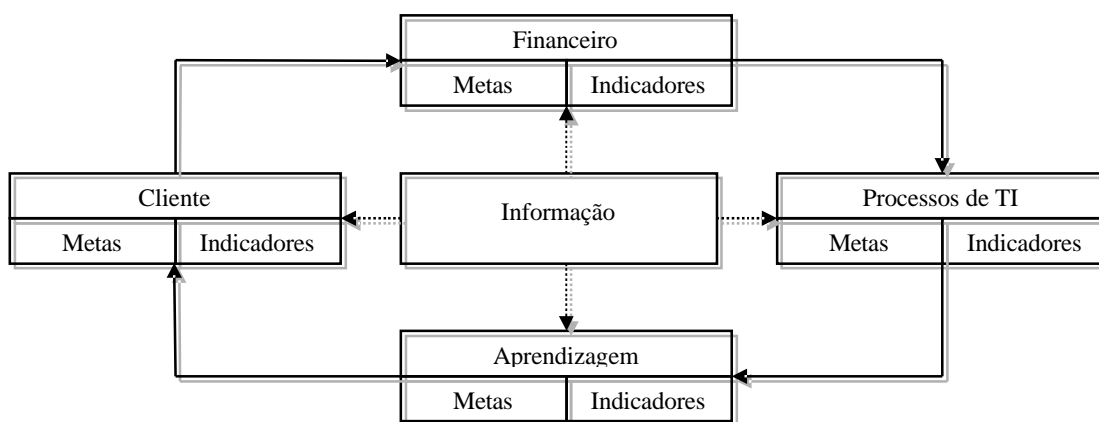 Financeiro
Metas Indicadores
Cliente Informação Processos de TI
Metas Indicadores Metas Indicadores
Aprendizagem
Metas Indicadores